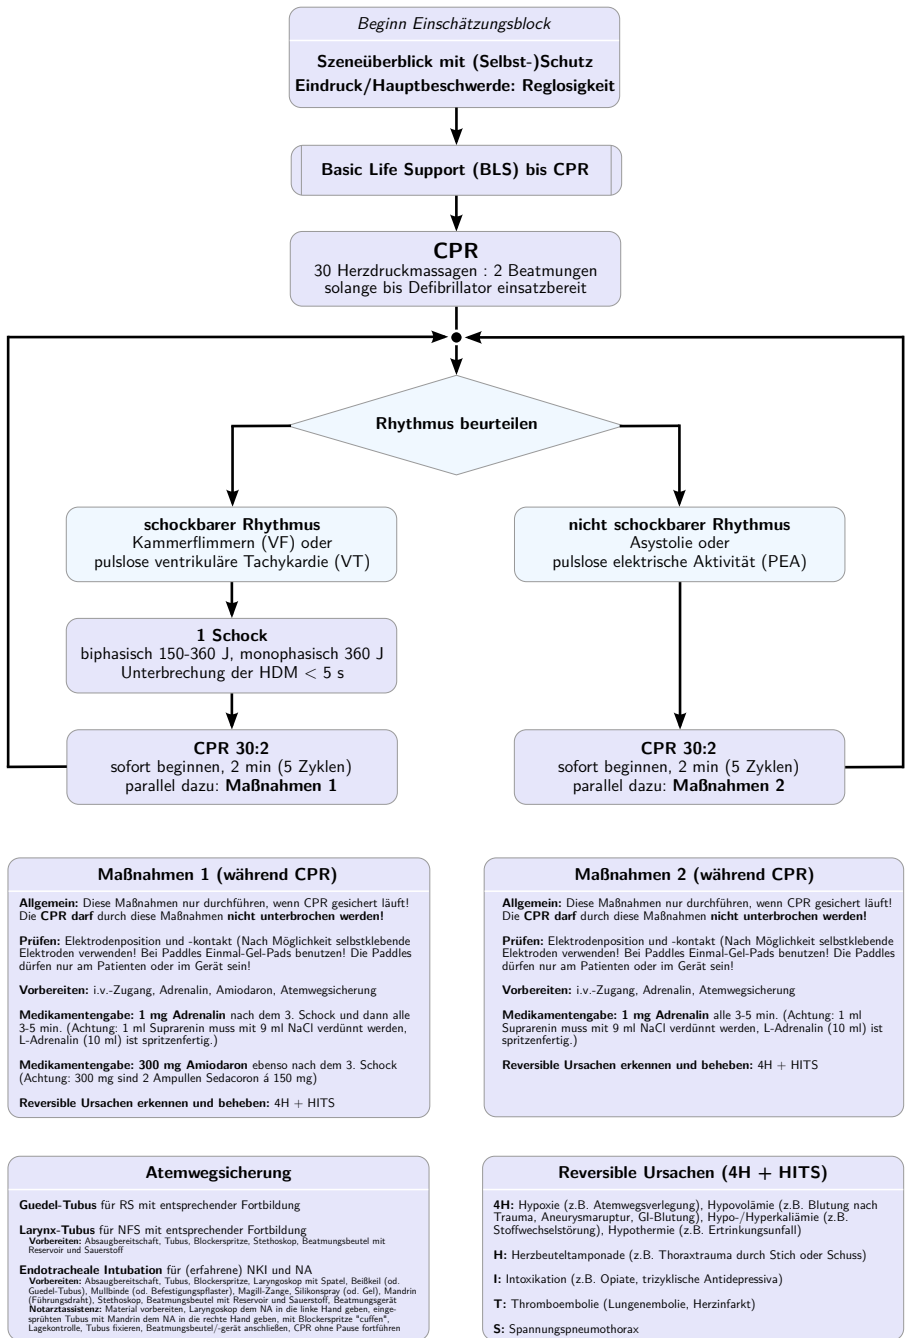 Beginn Einschätzungsblock
Szeneüberblick mit (Selbst-)Schutz
Eindruck/Hauptbeschwerde: Reglosigkeit
Basic Life Support (BLS) bis CPR
CPR
30 Herzdruckmassagen : 2 Beatmungen
solange bis Defibrillator einsatzbereit
Rhythmus beurteilen
schockbarer Rhythmus
Kammerflimmern (VF) oder
pulslose ventrikuläre Tachykardie (VT)
nicht schockbarer Rhythmus
Asystolie oder
pulslose elektrische Aktivität (PEA)
1 Schock
biphasisch 150-360 J, monophasisch 360 J
Unterbrechung der HDM < 5 s
CPR 30:2
sofort beginnen, 2 min (5 Zyklen)
parallel dazu: Maßnahmen 1
CPR 30:2
sofort beginnen, 2 min (5 Zyklen)
parallel dazu: Maßnahmen 2
Maßnahmen 1 (während CPR)
Allgemein: Diese Maßnahmen nur durchführen, wenn CPR gesichert läuft!
Die CPR darf durch diese Maßnahmen nicht unterbrochen werden!
Prüfen: Elektrodenposition und -kontakt (Nach Möglichkeit selbstklebende
Elektroden verwenden! Bei Paddles Einmal-Gel-Pads benutzen! Die Paddles
dürfen nur am Patienten oder im Gerät sein!
Vorbereiten: i.v.-Zugang, Adrenalin, Amiodaron, Atemwegsicherung
Medikamentengabe: 1 mg Adrenalin nach dem 3. Schock und dann alle
3-5 min. (Achtung: 1 ml Suprarenin muss mit 9 ml NaCl verdünnt werden,
L-Adrenalin (10 ml) ist spritzenfertig.)
Medikamentengabe: 300 mg Amiodaron ebenso nach dem 3. Schock
(Achtung: 300 mg sind 2 Ampullen Sedacoron á 150 mg)
Reversible Ursachen erkennen und beheben: 4H + HITS
Maßnahmen 2 (während CPR)
Allgemein: Diese Maßnahmen nur durchführen, wenn CPR gesichert läuft!
Die CPR darf durch diese Maßnahmen nicht unterbrochen werden!
Prüfen: Elektrodenposition und -kontakt (Nach Möglichkeit selbstklebende
Elektroden verwenden! Bei Paddles Einmal-Gel-Pads benutzen! Die Paddles
dürfen nur am Patienten oder im Gerät sein!
Vorbereiten: i.v.-Zugang, Adrenalin, Atemwegsicherung
Medikamentengabe: 1 mg Adrenalin alle 3-5 min. (Achtung: 1 ml
Suprarenin muss mit 9 ml NaCl verdünnt werden, L-Adrenalin (10 ml) ist
spritzenfertig.)
Reversible Ursachen erkennen und beheben: 4H + HITS
Atemwegsicherung
Guedel-Tubus für RS mit entsprechender Fortbildung
Larynx-Tubus für NFS mit entsprechender Fortbildung
Vorbereiten: Absaugbereitschaft, Tubus, Blockerspritze, Stethoskop, Beatmungsbeutel mit
Reservoir und Sauerstoff
Endotracheale Intubation für (erfahrene) NKI und NA
Vorbereiten: Absaugbereitschaft, Tubus, Blockerspritze, Laryngoskop mit Spatel, Beißkeil (od.
Guedel-Tubus), Mullbinde (od. Befestigungspflaster), Magill-Zange, Silikonspray (od. Gel), Mandrin
(Führungsdraht), Stethoskop, Beatmungsbeutel mit Reservoir und Sauerstoff, Beatmungsgerät
Notarztassistenz: Material vorbereiten, Laryngoskop dem NA in die linke Hand geben, einge-
sprühten Tubus mit Mandrin dem NA in die rechte Hand geben, mit Blockerspritze "cuffen",
Lagekontrolle, Tubus fixieren, Beatmungsbeutel/-gerät anschließen, CPR ohne Pause fortführen
Reversible Ursachen (4H + HITS)
4H: Hypoxie (z.B. Atemwegsverlegung), Hypovolämie (z.B. Blutung nach
Trauma, Aneurysmaruptur, GI-Blutung), Hypo-/Hyperkaliämie (z.B.
Stoffwechselstörung), Hypothermie (z.B. Ertrinkungsunfall)
H: Herzbeuteltamponade (z.B. Thoraxtrauma durch Stich oder Schuss)
I: Intoxikation (z.B. Opiate, trizyklische Antidepressiva)
T: Thromboembolie (Lungenembolie, Herzinfarkt)
S: Spannungspneumothorax